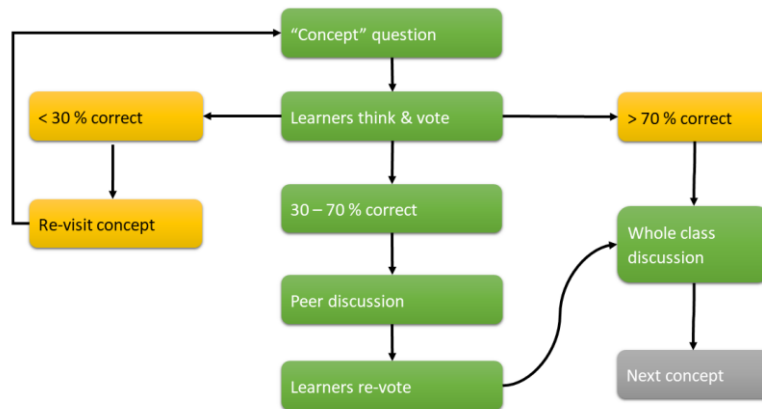 “Concept” question
< 30 % correct
Learners think & vote
> 70 % correct
Re-visit concept
30 – 70 % correct
Whole class
discussion
Peer discussion
Learners re-vote
Next concept